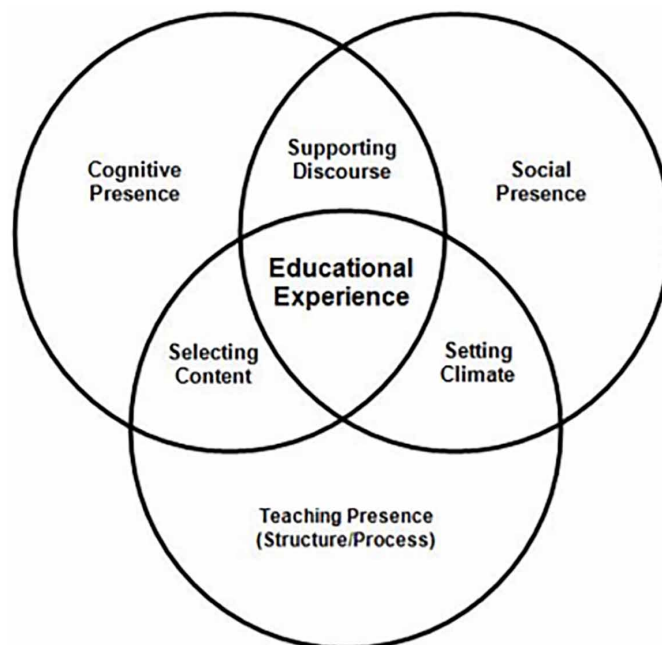 Cognitive
Presence
Supporting
Discourse
Social
Presence
Educational
Experience
Selecting
Content
Setting
Climate
Teaching Presence
(Structure/Process)